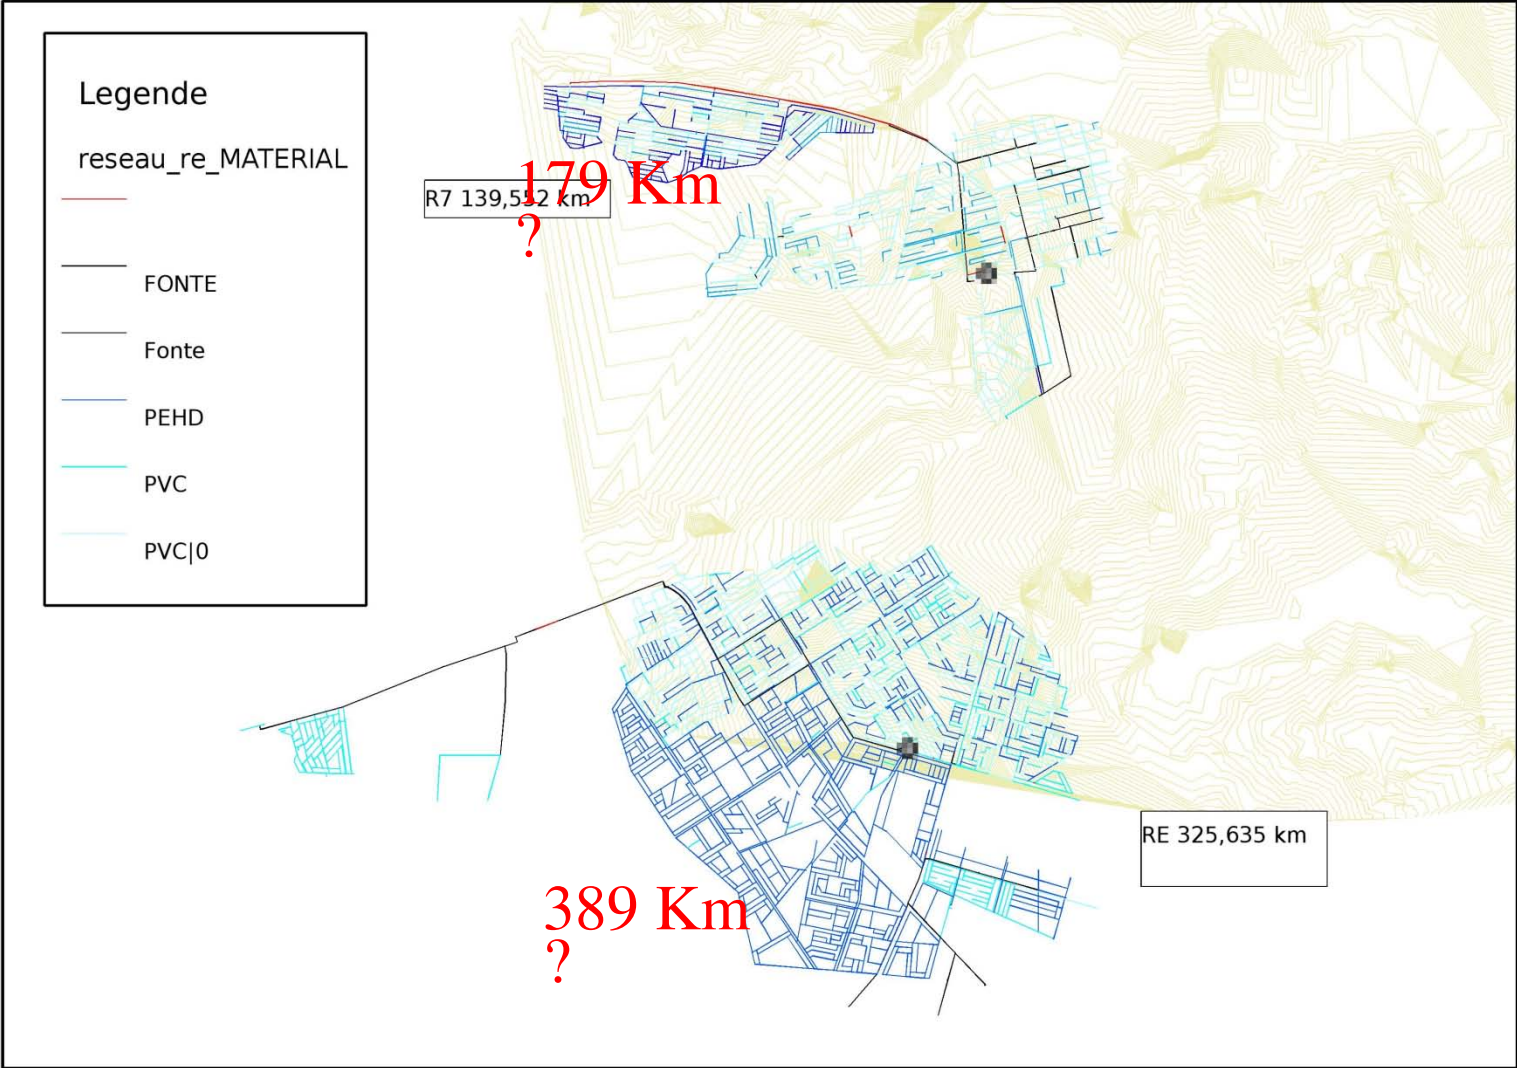 Legende
reseau_re_MATERIAL
FONTE
Fonte
PEHD
PVC
PVC|0
R7 139,552 km
179 Km
?
RE 325,635 km
389 Km
?